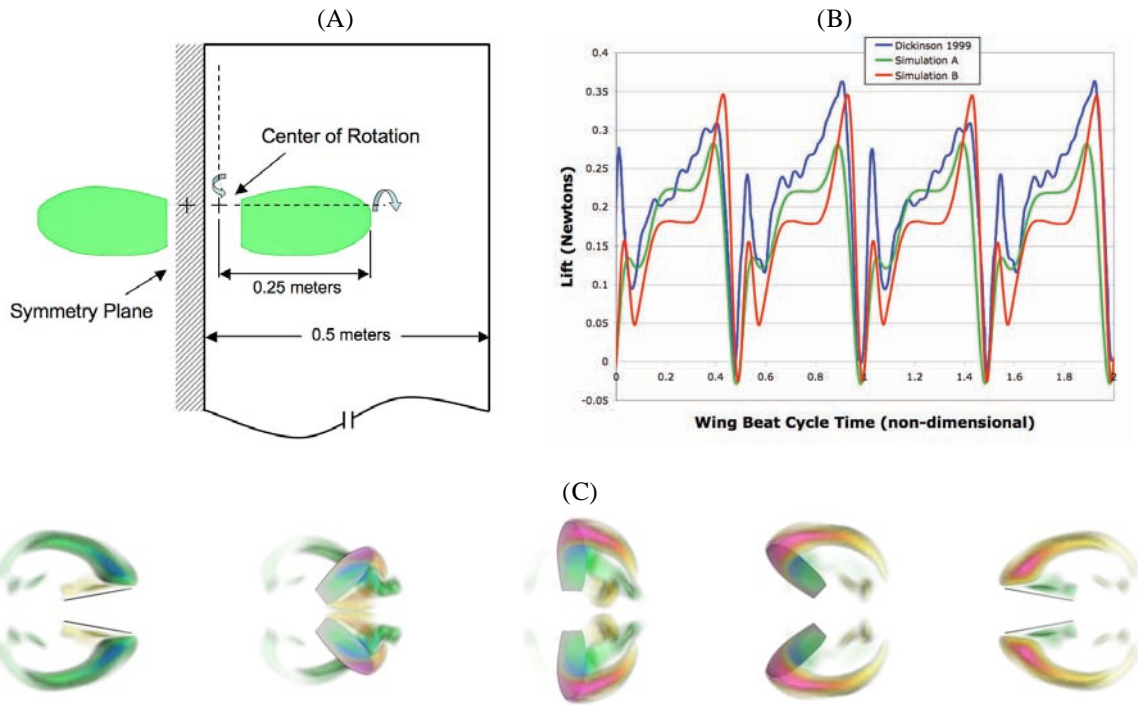 (A)
Center of Rotation
0.25 meters
Symmetry Plane
0.5 meters
(B)
Dickinson 1999
Simulation A
Simulation B
0.4
0.35
0.3
0.25
0.2
0.15
0.1
0.05
0
-0.05
Lift (Newtons)
0 0.2 0.4 0.6 0.8 1 1.2 1.4 1.6 1.8 2
Wing Beat Cycle Time (non-dimensional)
(C)